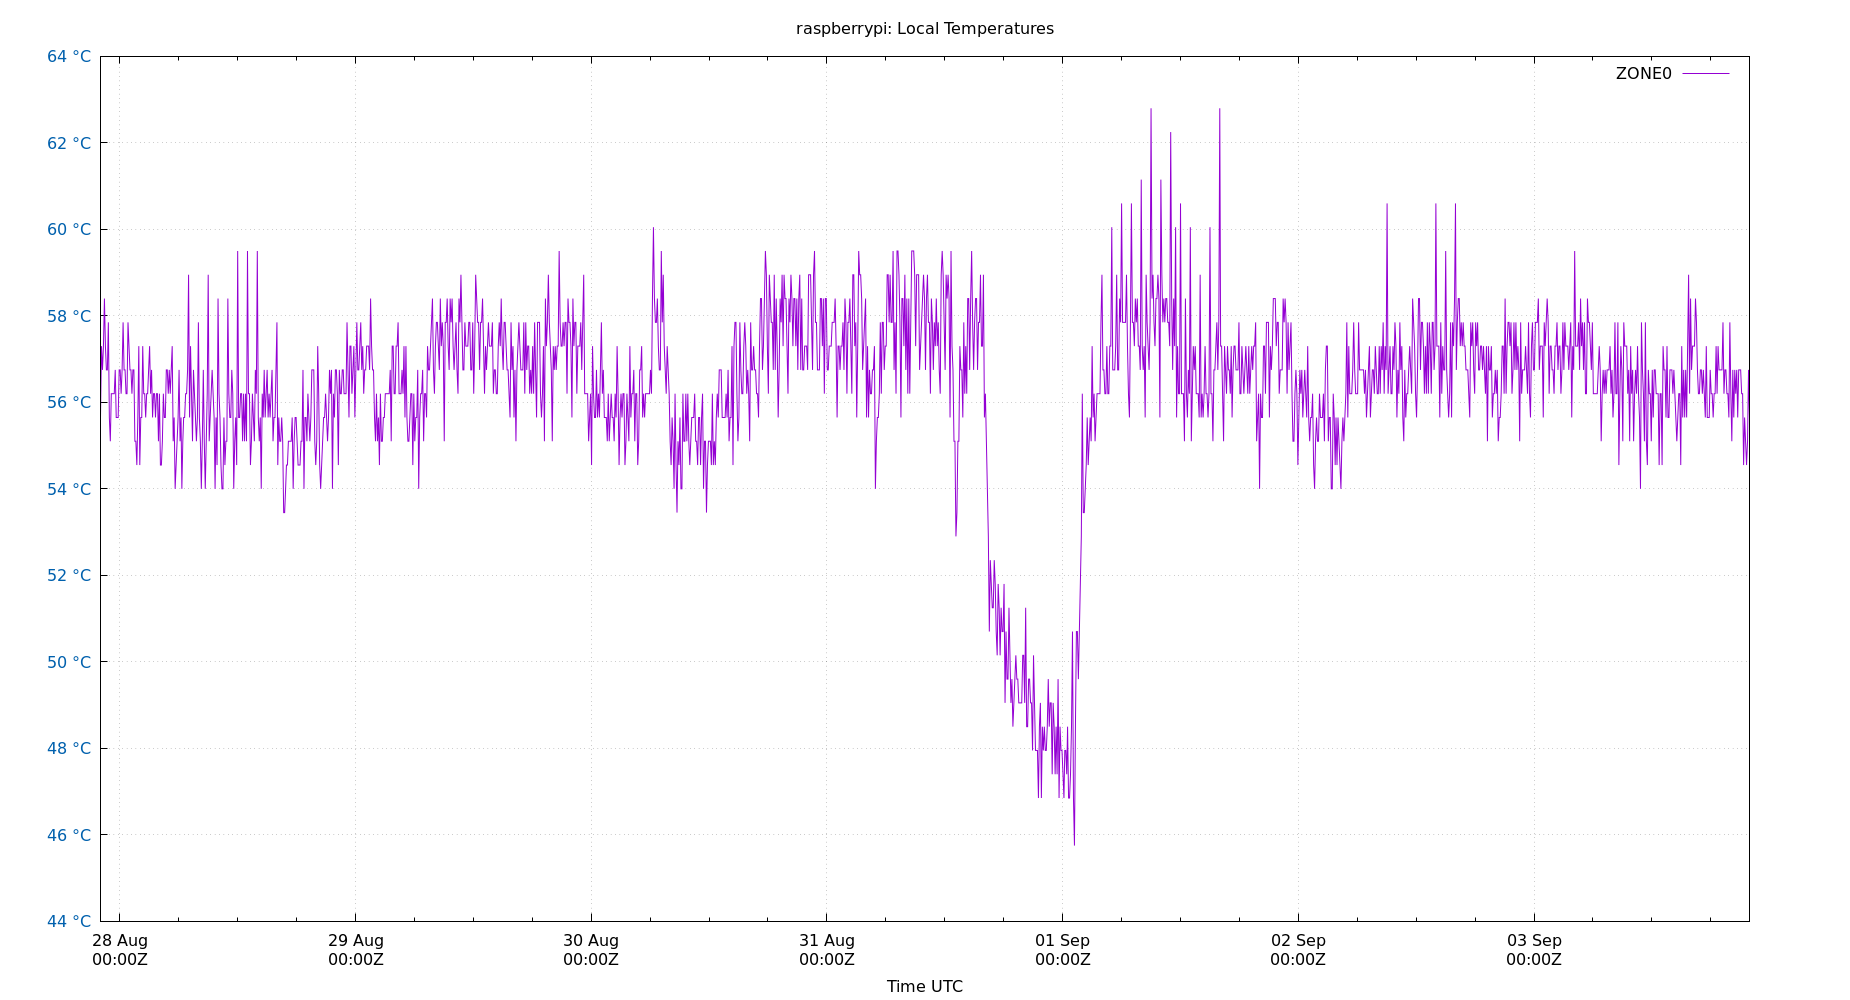 raspberrypi: Local Temperatures
64 °C
ZONE0
62 °C
60 °C
58 °C
56 °C
54 °C
52 °C
50 °C
48 °C
46 °C
44 °C
28 Aug 29 Aug 30 Aug 31 Aug 01 Sep 02 Sep 03 Sep
00:00Z 00:00Z 00:00Z 00:00Z 00:00Z 00:00Z 00:00Z
Time UTC